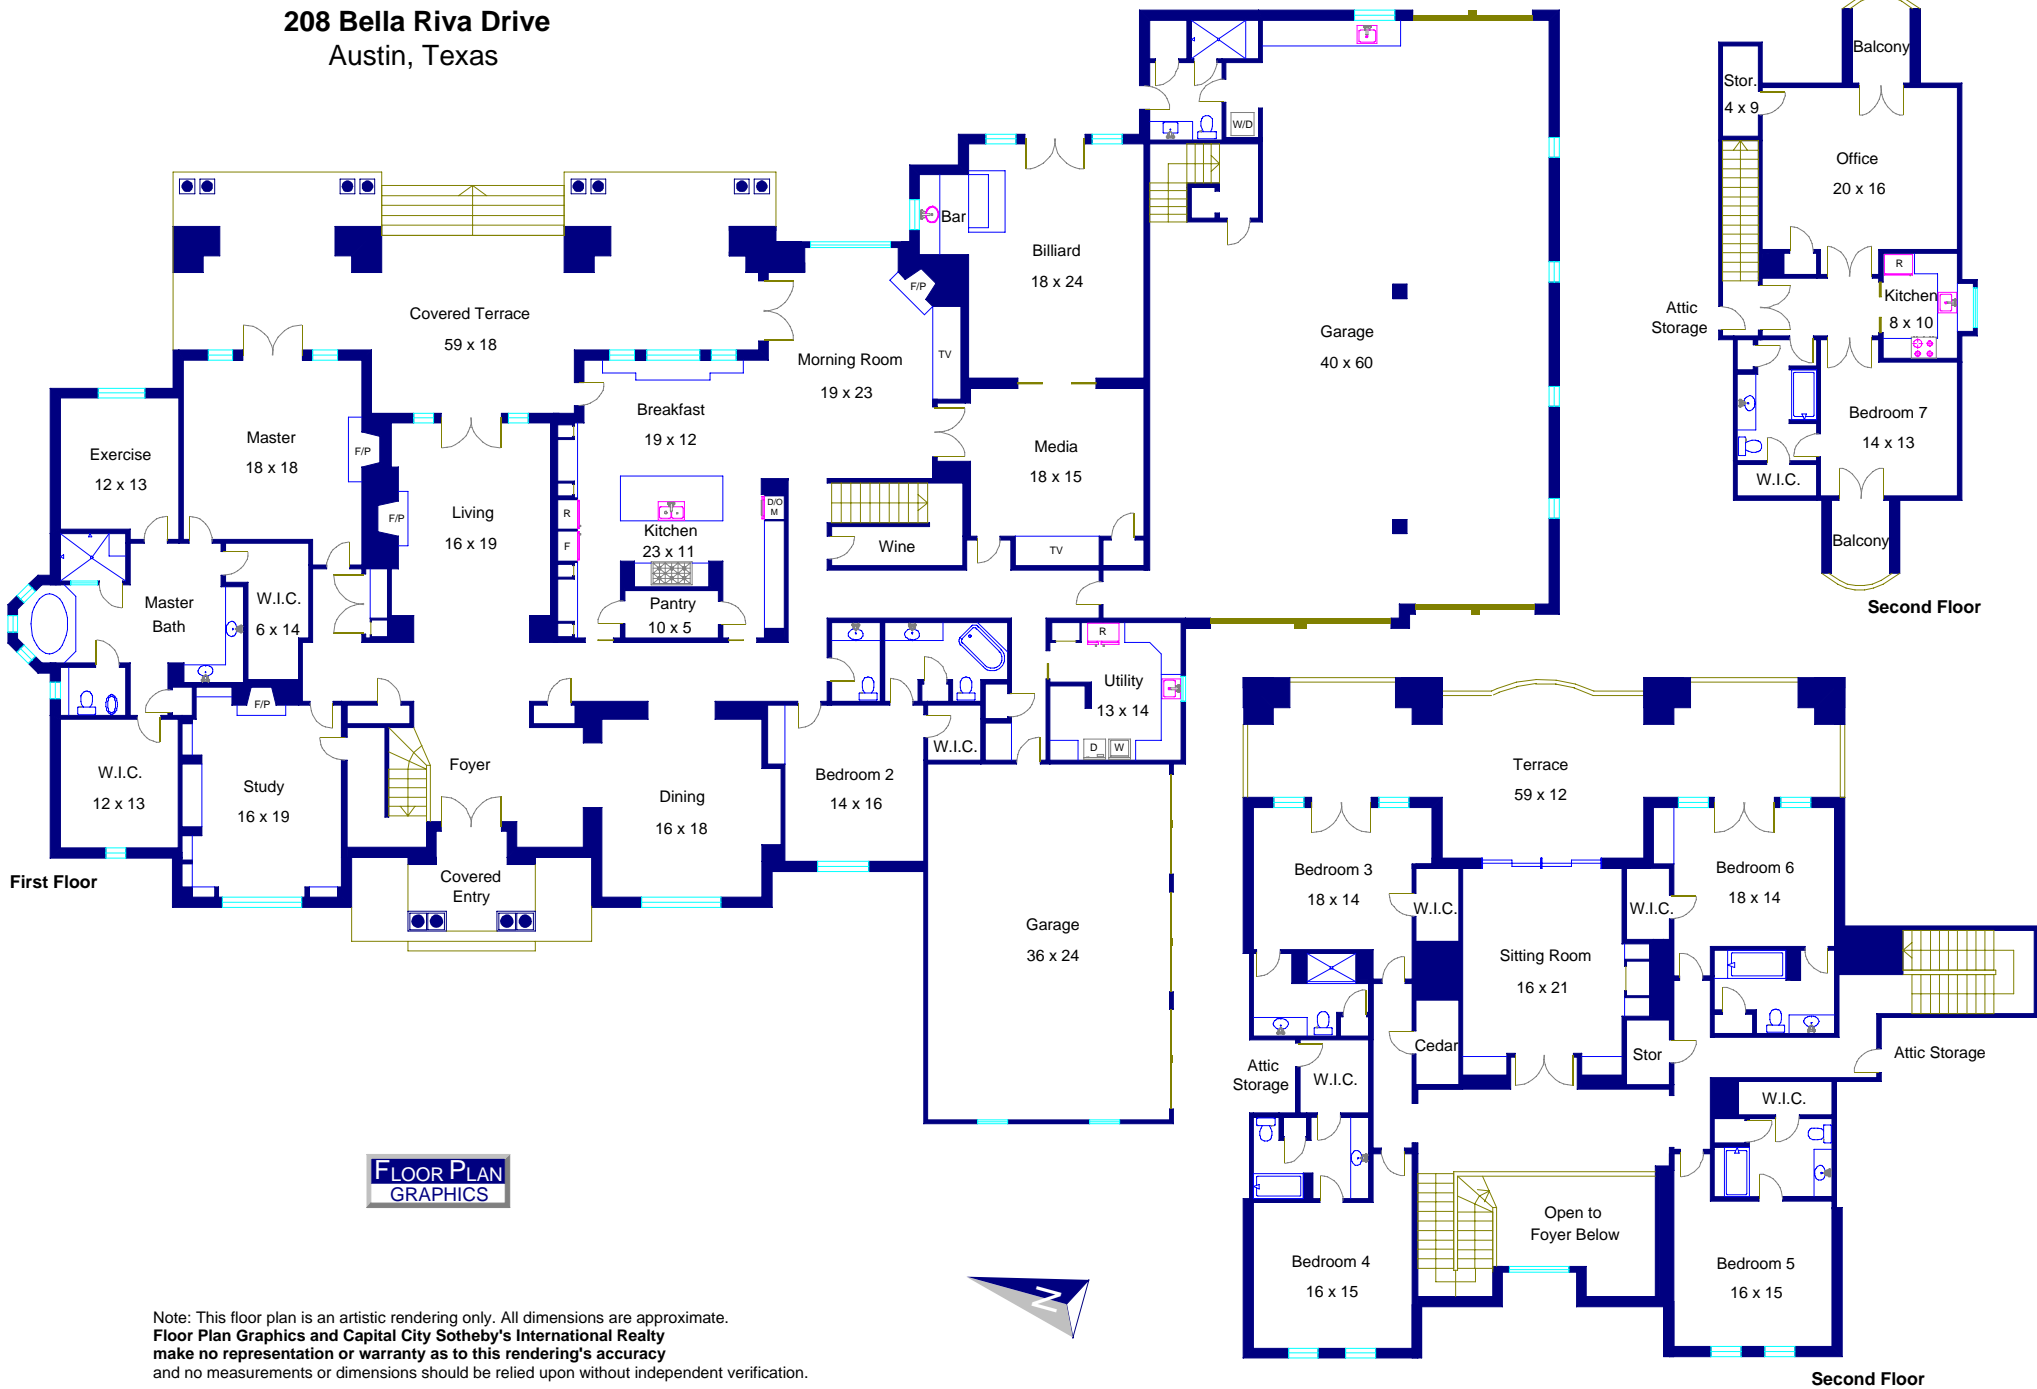 208 Bella Riva Drive
Austin, Texas
Covered Terrace
59 x 18
Bar
Billiard
18 x 24
W/D
Garage
40 x 60
F/P
TV
Morning Room
19 x 23
Breakfast
19 x 12
Master
18 x 18
F/P
Exercise
12 x 13
F/P
Living
16 x 19
R
F
Kitchen
23 x 11
D/O
M
Media
18 x 15
TV
Wine
Pantry
10 x 5
Master
Bath
W.I.C.
6 x 14
F/P
W.I.C.
12 x 13
Study
16 x 19
Foyer
Dining
16 x 18
Bedroom 2
14 x 16
W.I.C.
R
Utility
13 x 14
D
W
Covered
Entry
Garage
36 x 24
First Floor
Balcony
Stor.
4 x 9
Office
20 x 16
R
Kitchen
8 x 10
Attic
Storage
Bedroom 7
14 x 13
W.I.C.
Balcony
Second Floor
Terrace
59 x 12
Bedroom 3
18 x 14
W.I.C.
Sitting Room
16 x 21
W.I.C.
Bedroom 6
18 x 14
Cedar
Stor
Attic Storage
Attic
Storage
W.I.C.
W.I.C.
Open to
Foyer Below
Bedroom 4
16 x 15
Bedroom 5
16 x 15
Second Floor
FLOOR PLAN
GRAPHICS
N
Note: This floor plan is an artistic rendering only. All dimensions are approximate.
Floor Plan Graphics and Capital City Sotheby's International Realty
make no representation or warranty as to this rendering's accuracy
and no measurements or dimensions should be relied upon without independent verification.